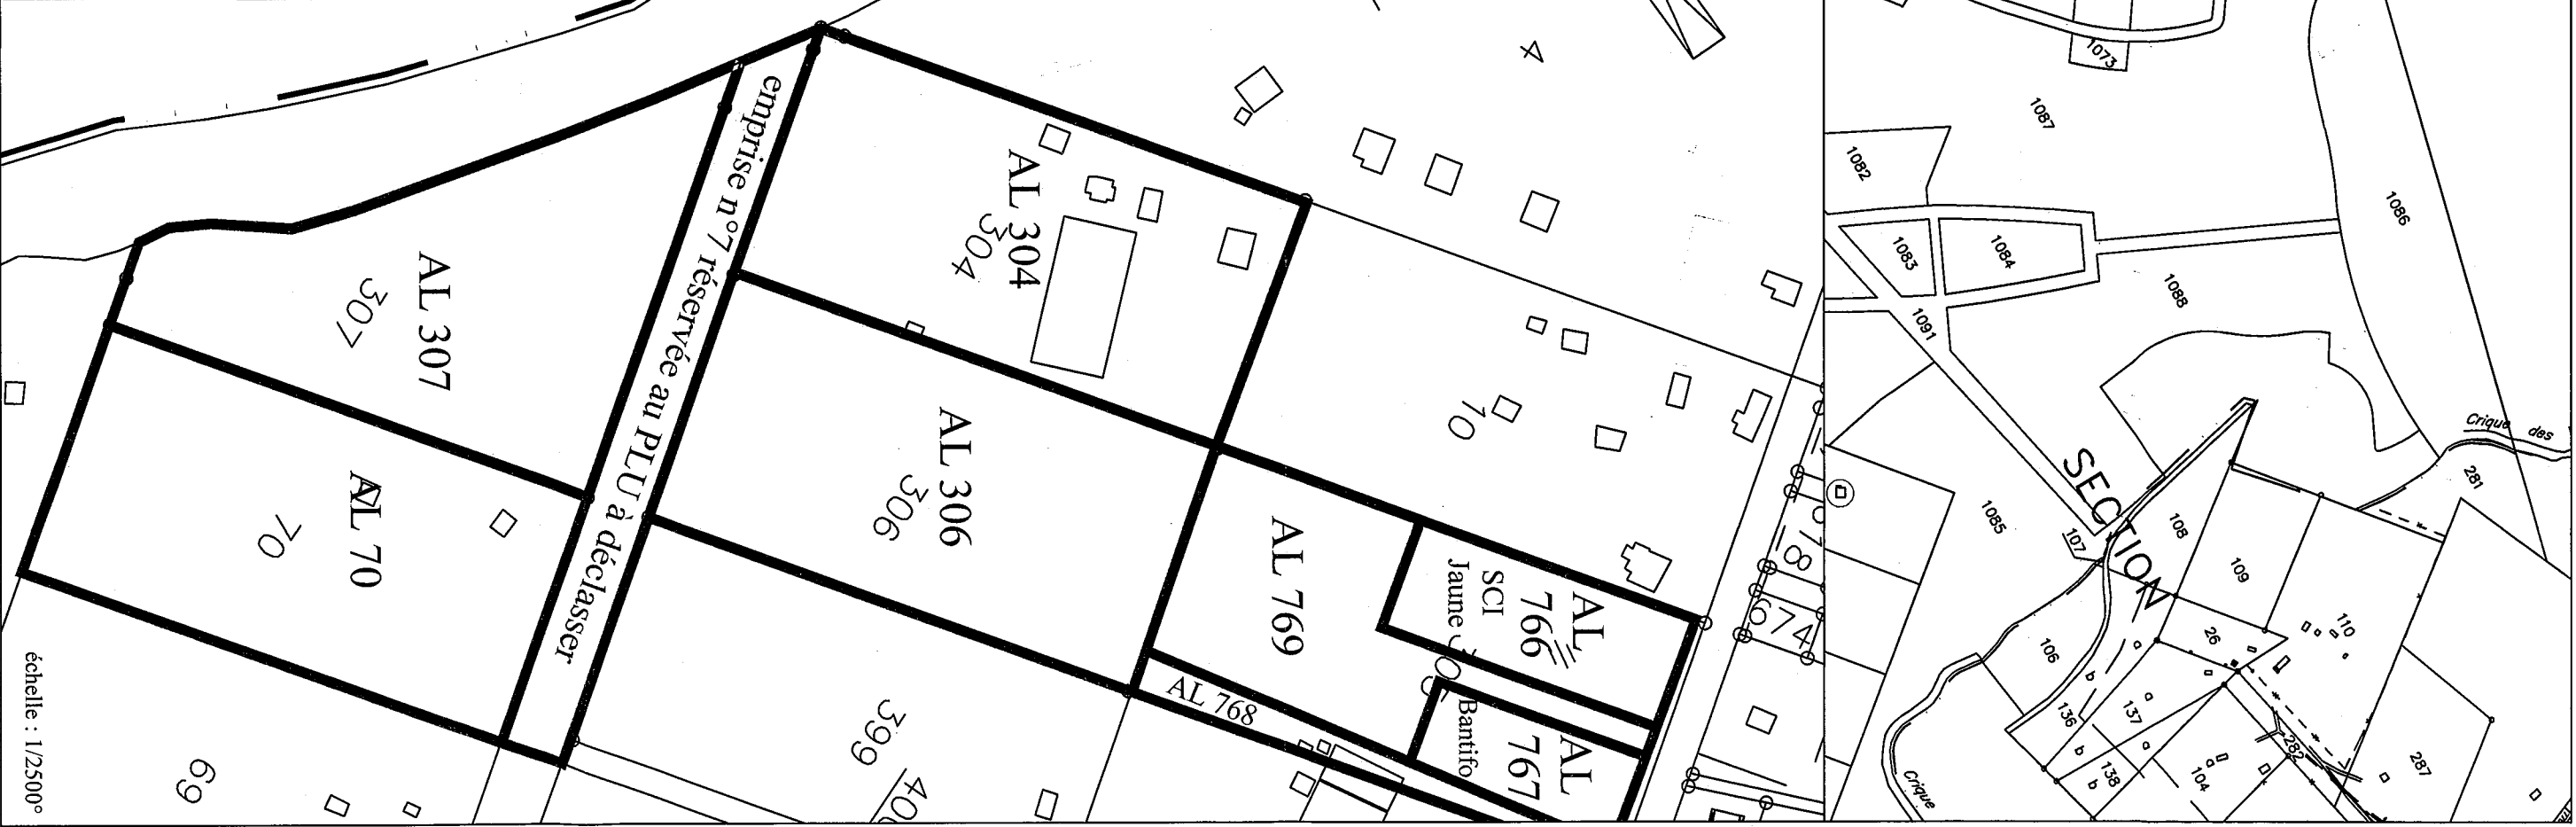 emprise n°7 réservée au PLU à déclasser
AL 304
304
AL 307
307
AL 70
70
AL 306
306
AL 769
AL
766
SCI
Jaune
AL
767
Bantifo
AL 768
échelle : 1/2500°
4
10
674
399
69
1073
1087
1082
1083
1084
1086
1088
1091
1085
SECTION
107
108
109
110
26
106
a
b
136
137
a
b
138
b
104
282
287
281
Crique des
Crique